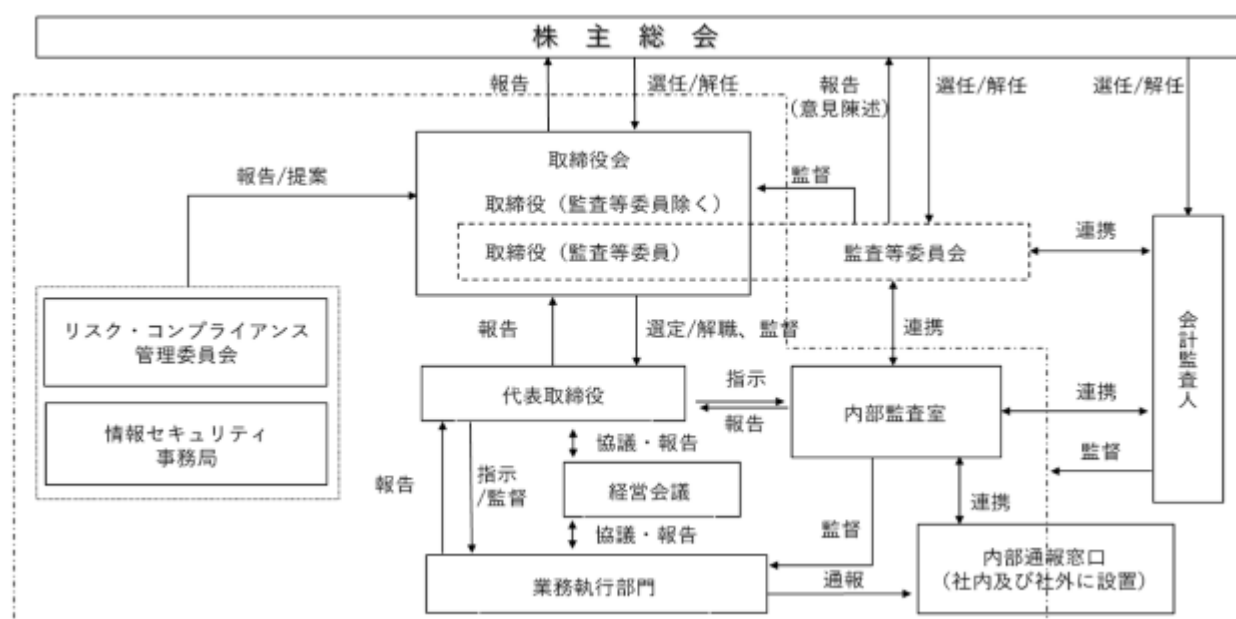 株主総会
報告
選任/解任
報告
(意見陳述)
選任/解任
選任/解任
取締役会
報告/提案
監督
取締役（監査等委員除く）
取締役（監査等委員）
監査等委員会
連携
リスク・コンプライアンス
管理委員会
報告
選定/解職、監督
連携
会計監査人
代表取締役
指示
報告
内部監査室
連携
情報セキュリティ
事務局
協議・報告
監督
報告
指示
/監督
経営会議
連携
協議・報告
監督
業務執行部門
通報
内部通報窓口
（社内及び社外に設置）